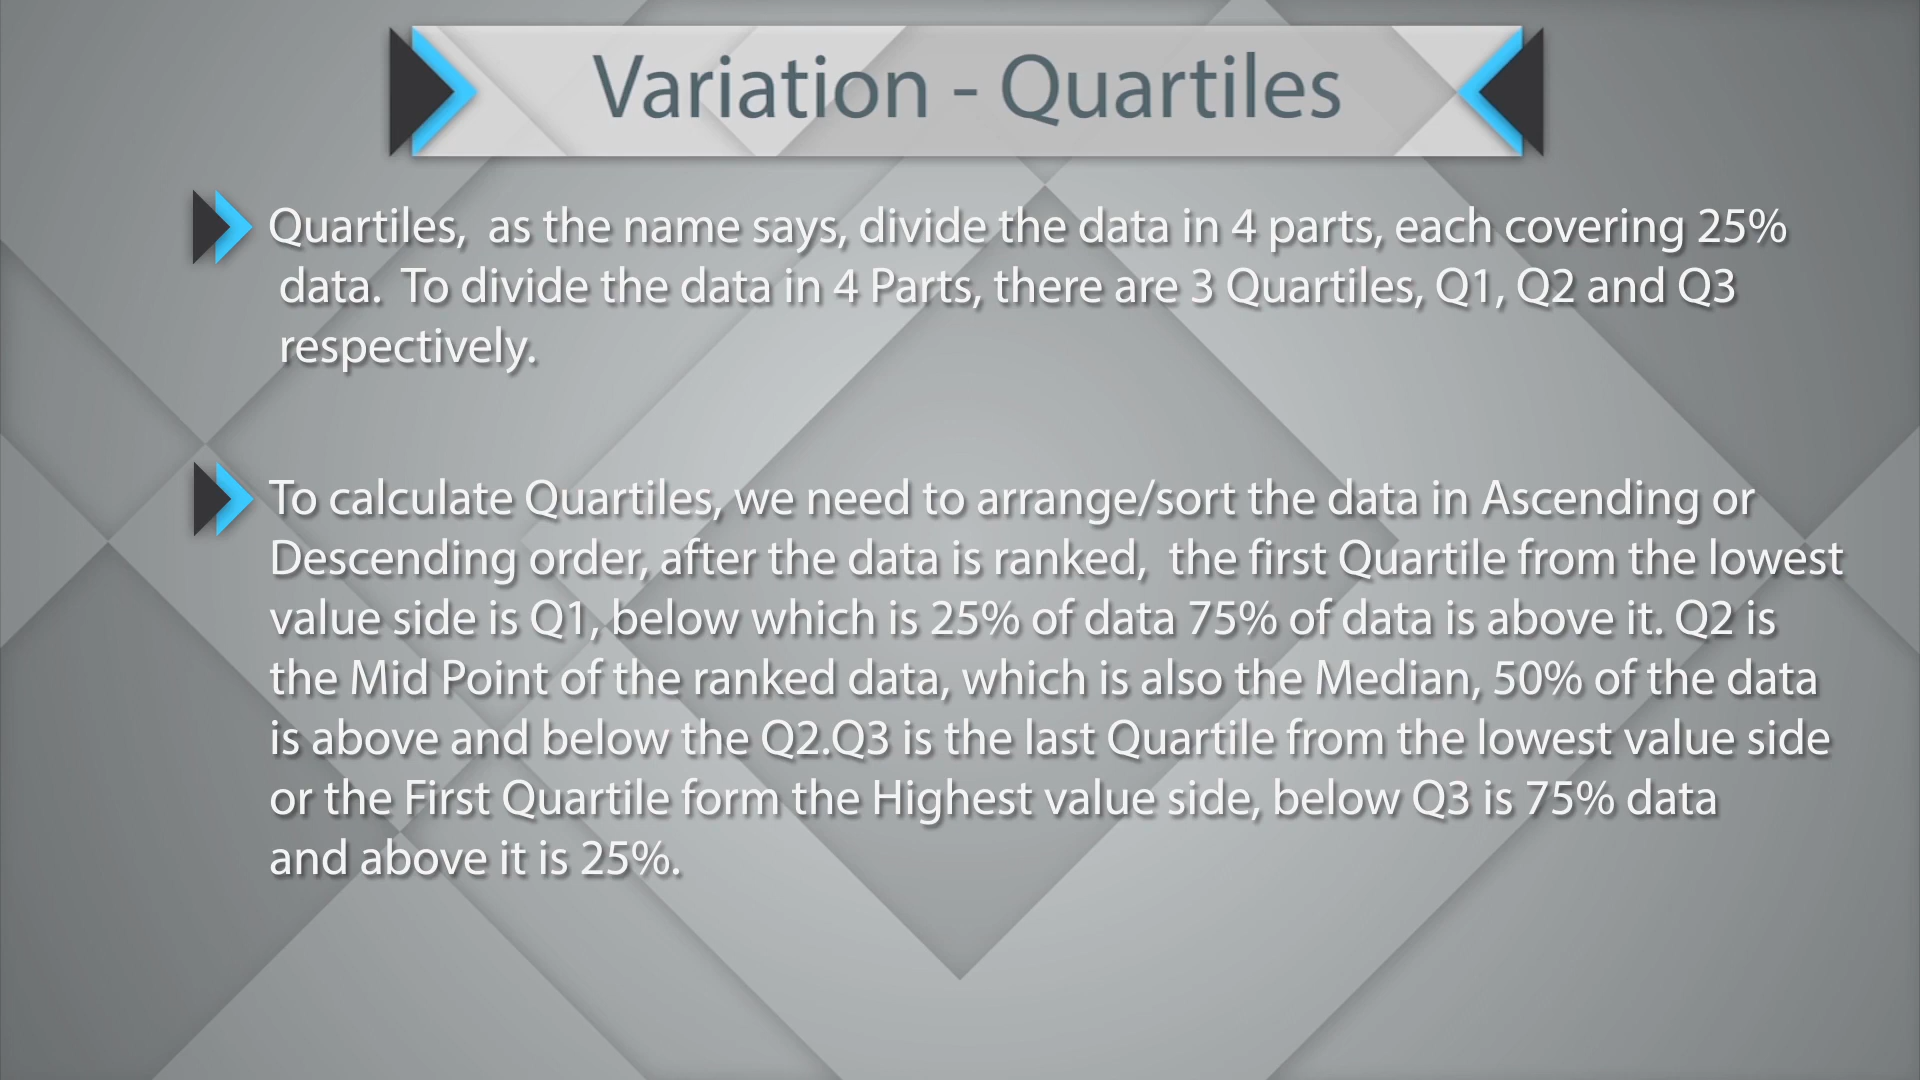 Variation - Quartiles
Quartiles,  as the name says, divide the data in 4 parts, each covering 25%
data.  To divide the data in 4 Parts, there are 3 Quartiles, Q1, Q2 and Q3
respectively.
To calculate Quartiles, we need to arrange/sort the data in Ascending or
Descending order, after the data is ranked,  the first Quartile from the lowest
value side is Q1, below which is 25% of data 75% of data is above it. Q2 is
the Mid Point of the ranked data, which is also the Median, 50% of the data
is above and below the Q2.Q3 is the last Quartile from the lowest value side
or the First Quartile form the Highest value side, below Q3 is 75% data
and above it is 25%.